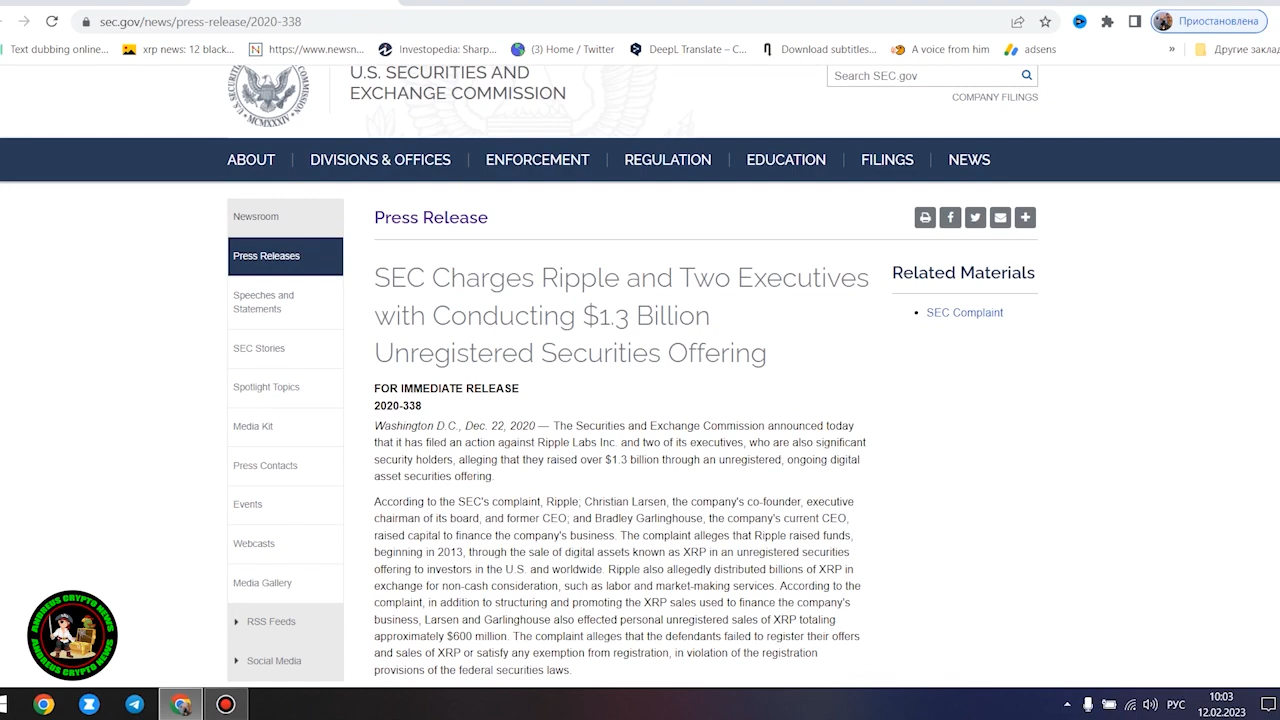 sec.gov/news/press-release/2020-338
Приостановлена
Text dubbing online...
xrp news: 12 black...
N
https://www.newsn...
Investopedia: Sharp...
(3) Home / Twitter
DeepL Translate – C...
Download subtitles...
A voice from him
adsens
»
Другие заклад
U.S. SECURITIES AND
EXCHANGE COMMISSION
MCMXXXIV
Search SEC.gov
COMPANY FILINGS
ABOUT
DIVISIONS & OFFICES
ENFORCEMENT
REGULATION
EDUCATION
FILINGS
NEWS
Newsroom
Press Releases
Speeches and
Statements
SEC Stories
Spotlight Topics
Media Kit
Press Contacts
Events
Webcasts
Media Gallery
RSS Feeds
Social Media
Press Release
SEC Charges Ripple and Two Executives
with Conducting $1.3 Billion
Unregistered Securities Offering
FOR IMMEDIATE RELEASE
2020-338
Washington D.C., Dec. 22, 2020 — The Securities and Exchange Commission announced today
that it has filed an action against Ripple Labs Inc. and two of its executives, who are also significant
security holders, alleging that they raised over $1.3 billion through an unregistered, ongoing digital
asset securities offering.
According to the SEC's complaint, Ripple; Christian Larsen, the company's co-founder, executive
chairman of its board, and former CEO; and Bradley Garlinghouse, the company's current CEO,
raised capital to finance the company's business. The complaint alleges that Ripple raised funds,
beginning in 2013, through the sale of digital assets known as XRP in an unregistered securities
offering to investors in the U.S. and worldwide. Ripple also allegedly distributed billions of XRP in
exchange for non-cash consideration, such as labor and market-making services. According to the
complaint, in addition to structuring and promoting the XRP sales used to finance the company's
business, Larsen and Garlinghouse also effected personal unregistered sales of XRP totaling
approximately $600 million. The complaint alleges that the defendants failed to register their offers
and sales of XRP or satisfy any exemption from registration, in violation of the registration
provisions of the federal securities laws.
Related Materials
• SEC Complaint
ANDREUS CRYPTO NEWS
ANDREUS CRYPTO NEWS
РУС
10:03
12.02.2023